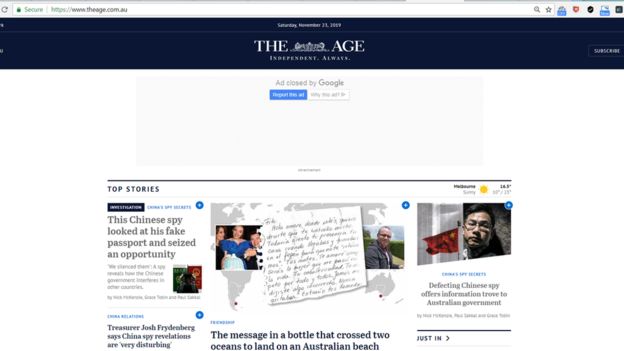 Secure
https://www.theage.com.au
Saturday, November 23, 2019
THE AGE
INDEPENDENT. ALWAYS.
SUBSCRIBE
Ad closed by Google
Report this ad
Why this ad?
Advertisement
TOP STORIES
Melbourne
Sunny
16.5°
10° / 23°
INVESTIGATION
CHINA'S SPY SECRETS
This Chinese spy
looked at his fake
passport and seized
an opportunity
'We silenced them': A spy
reveals how the Chinese
government interferes in
other countries.
by Nick McKenzie, Grace Tobin and Paul Sakkal
CHINA RELATIONS
Treasurer Josh Frydenberg
says China spy revelations
are 'very disturbing'
FRIENDSHIP
The message in a bottle that crossed two
oceans to land on an Australian beach
CHINA'S SPY SECRETS
Defecting Chinese spy
offers information trove to
Australian government
by Nick McKenzie, Paul Sakkal and Grace Tobin
JUST IN